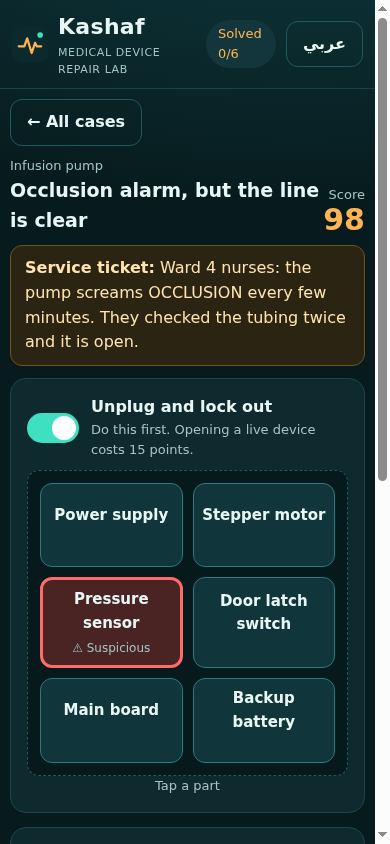 Kashaf
MEDICAL DEVICE
REPAIR LAB
Solved
0/6
عربي
← All cases
Infusion pump
Occlusion alarm, but the line
is clear
Score
98
Service ticket: Ward 4 nurses: the
pump screams OCCLUSION every few
minutes. They checked the tubing twice
and it is open.
Unplug and lock out
Do this first. Opening a live device
costs 15 points.
Power supply
Stepper motor
Pressure
sensor
⚠ Suspicious
Door latch
switch
Main board
Backup
battery
Tap a part